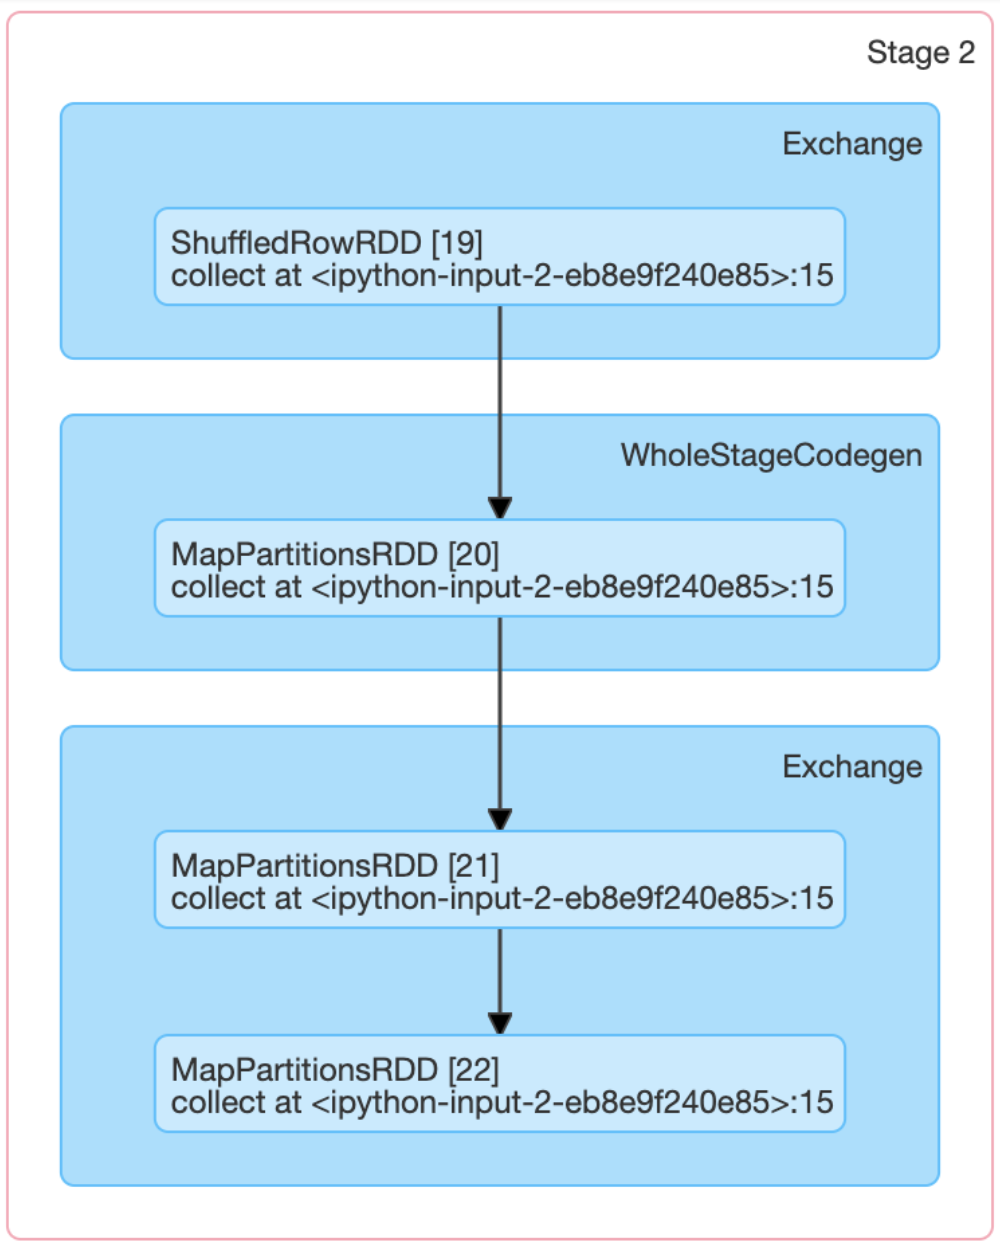 Stage 2
Exchange
ShuffledRowRDD [19]
collect at <ipython-input-2-eb8e9f240e85>:15
WholeStageCodegen
MapPartitionsRDD [20]
collect at <ipython-input-2-eb8e9f240e85>:15
Exchange
MapPartitionsRDD [21]
collect at <ipython-input-2-eb8e9f240e85>:15
MapPartitionsRDD [22]
collect at <ipython-input-2-eb8e9f240e85>:15